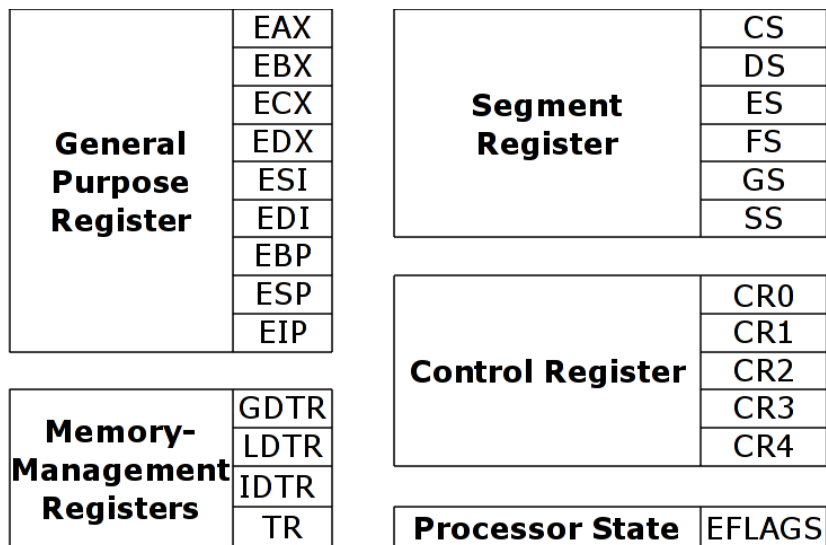 General
Purpose
Register
EAX
EBX
ECX
EDX
ESI
EDI
EBP
ESP
EIP
Segment
Register
CS
DS
ES
FS
GS
SS
Control Register
CR0
CR1
CR2
CR3
CR4
Memory-
Management
Registers
GDTR
LDTR
IDTR
TR
Processor State
EFLAGS